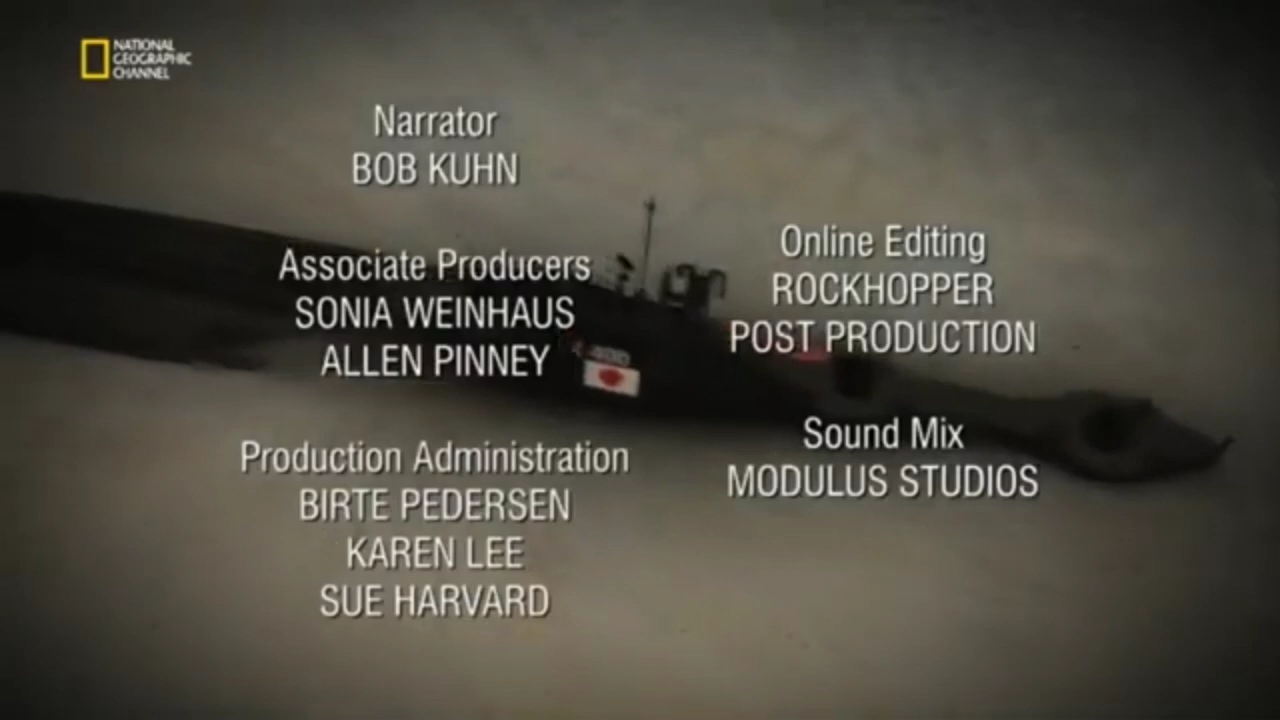 NATIONAL
GEOGRAPHIC
CHANNEL
Narrator
BOB KUHN
Associate Producers
SONIA WEINHAUS
ALLEN PINNEY
Production Administration
BIRTE PEDERSEN
KAREN LEE
SUE HARVARD
Online Editing
ROCKHOPPER
POST PRODUCTION
Sound Mix
MODULUS STUDIOS